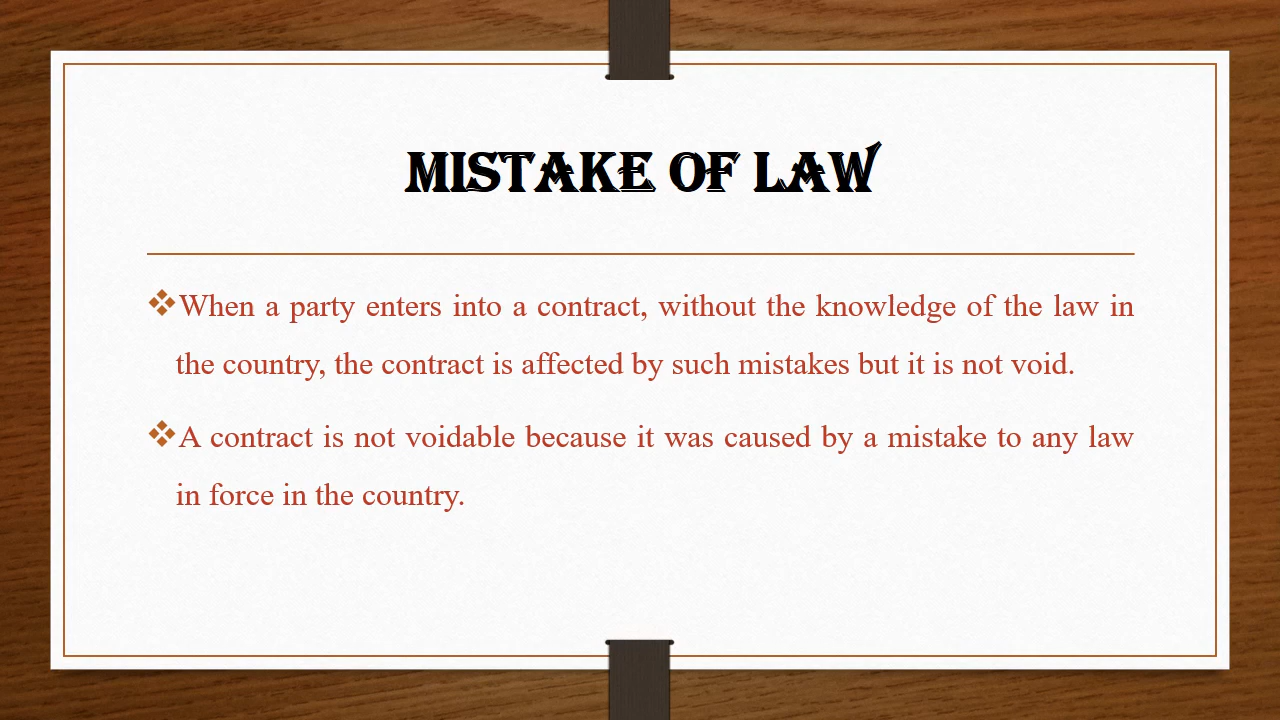 MISTAKE OF LAW
❖When a party enters into a contract, without the knowledge of the law in
the country, the contract is affected by such mistakes but it is not void.
❖A contract is not voidable because it was caused by a mistake to any law
in force in the country.